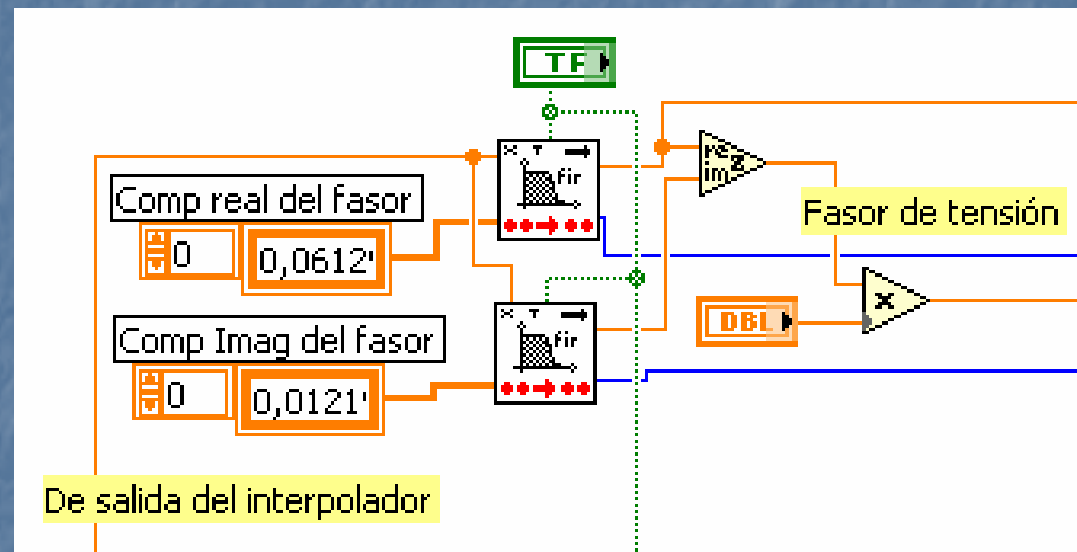 TF
x T
fir
Comp real del fasor
re
im z
0
0,0612'
Fasor de tensión
x T
fir
x
DBL
Comp Imag del fasor
0
0,0121'
De salida del interpolador